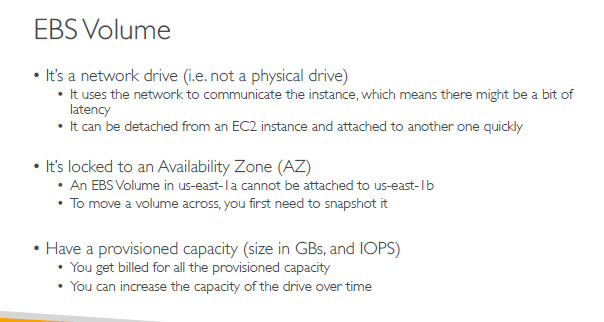 EBS Volume
• It's a network drive (i.e. not a physical drive)
• It uses the network to communicate the instance, which means there might be a bit of
latency
• It can be detached from an EC2 instance and attached to another one quickly
• It's locked to an Availability Zone (AZ)
• An EBS Volume in us-east-1a cannot be attached to us-east-1b
• To move a volume across, you first need to snapshot it
• Have a provisioned capacity (size in GBs, and IOPS)
• You get billed for all the provisioned capacity
• You can increase the capacity of the drive over time